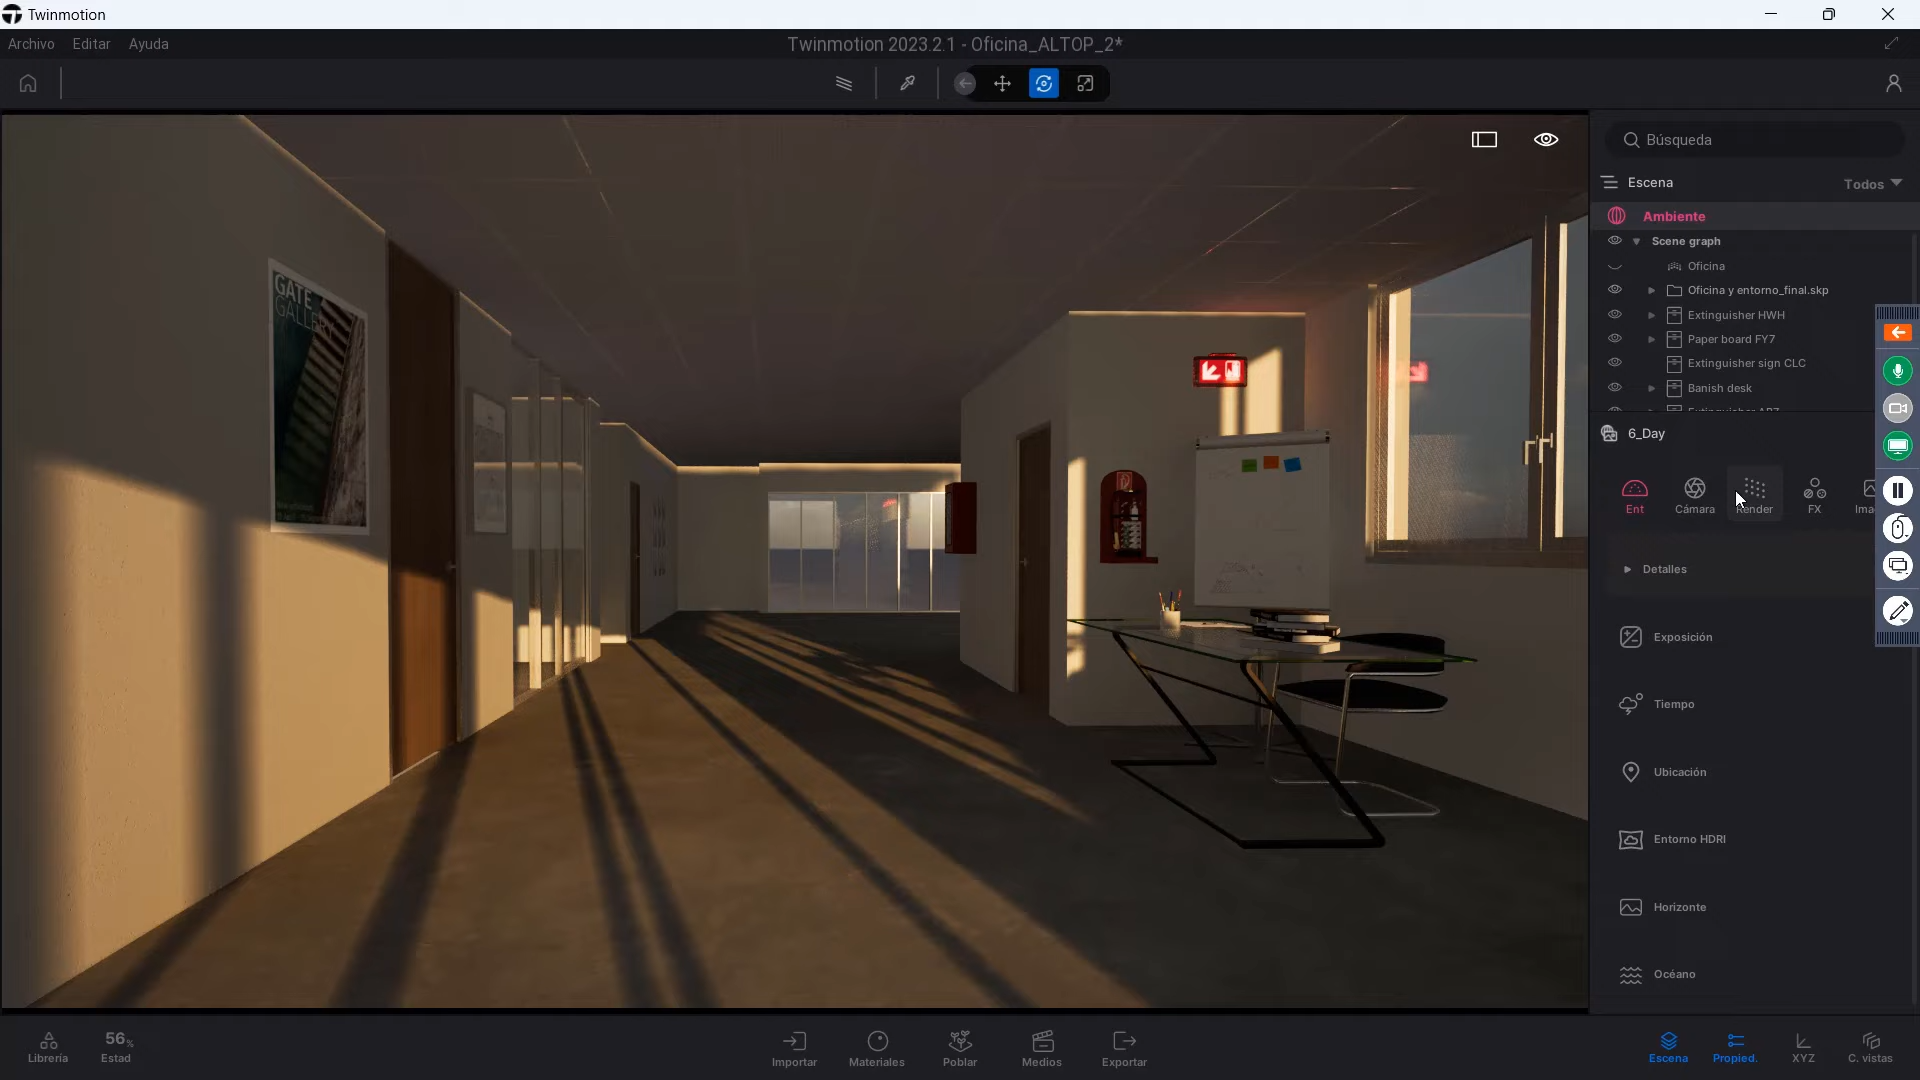 Twinmotion
Archivo Editar Ayuda
Twinmotion 2023.2.1 - Oficina_ALTOP_2*
Búsqueda
Escena
Todos
Ambiente
Scene graph
Oficina
Oficina y entorno_final.skp
Extinguisher HWH
Paper board FY7
Extinguisher sign CLC
Banish desk
6_Day
Ent
Cámara
Render
FX
Detalles
Exposición
Tiempo
Ubicación
Entorno HDRI
Horizonte
Océano
GATE
GALLERY
Librería
56%
Estad
Importar
Materiales
Poblar
Medios
Exportar
Escena
Propied.
XYZ
C. vistas